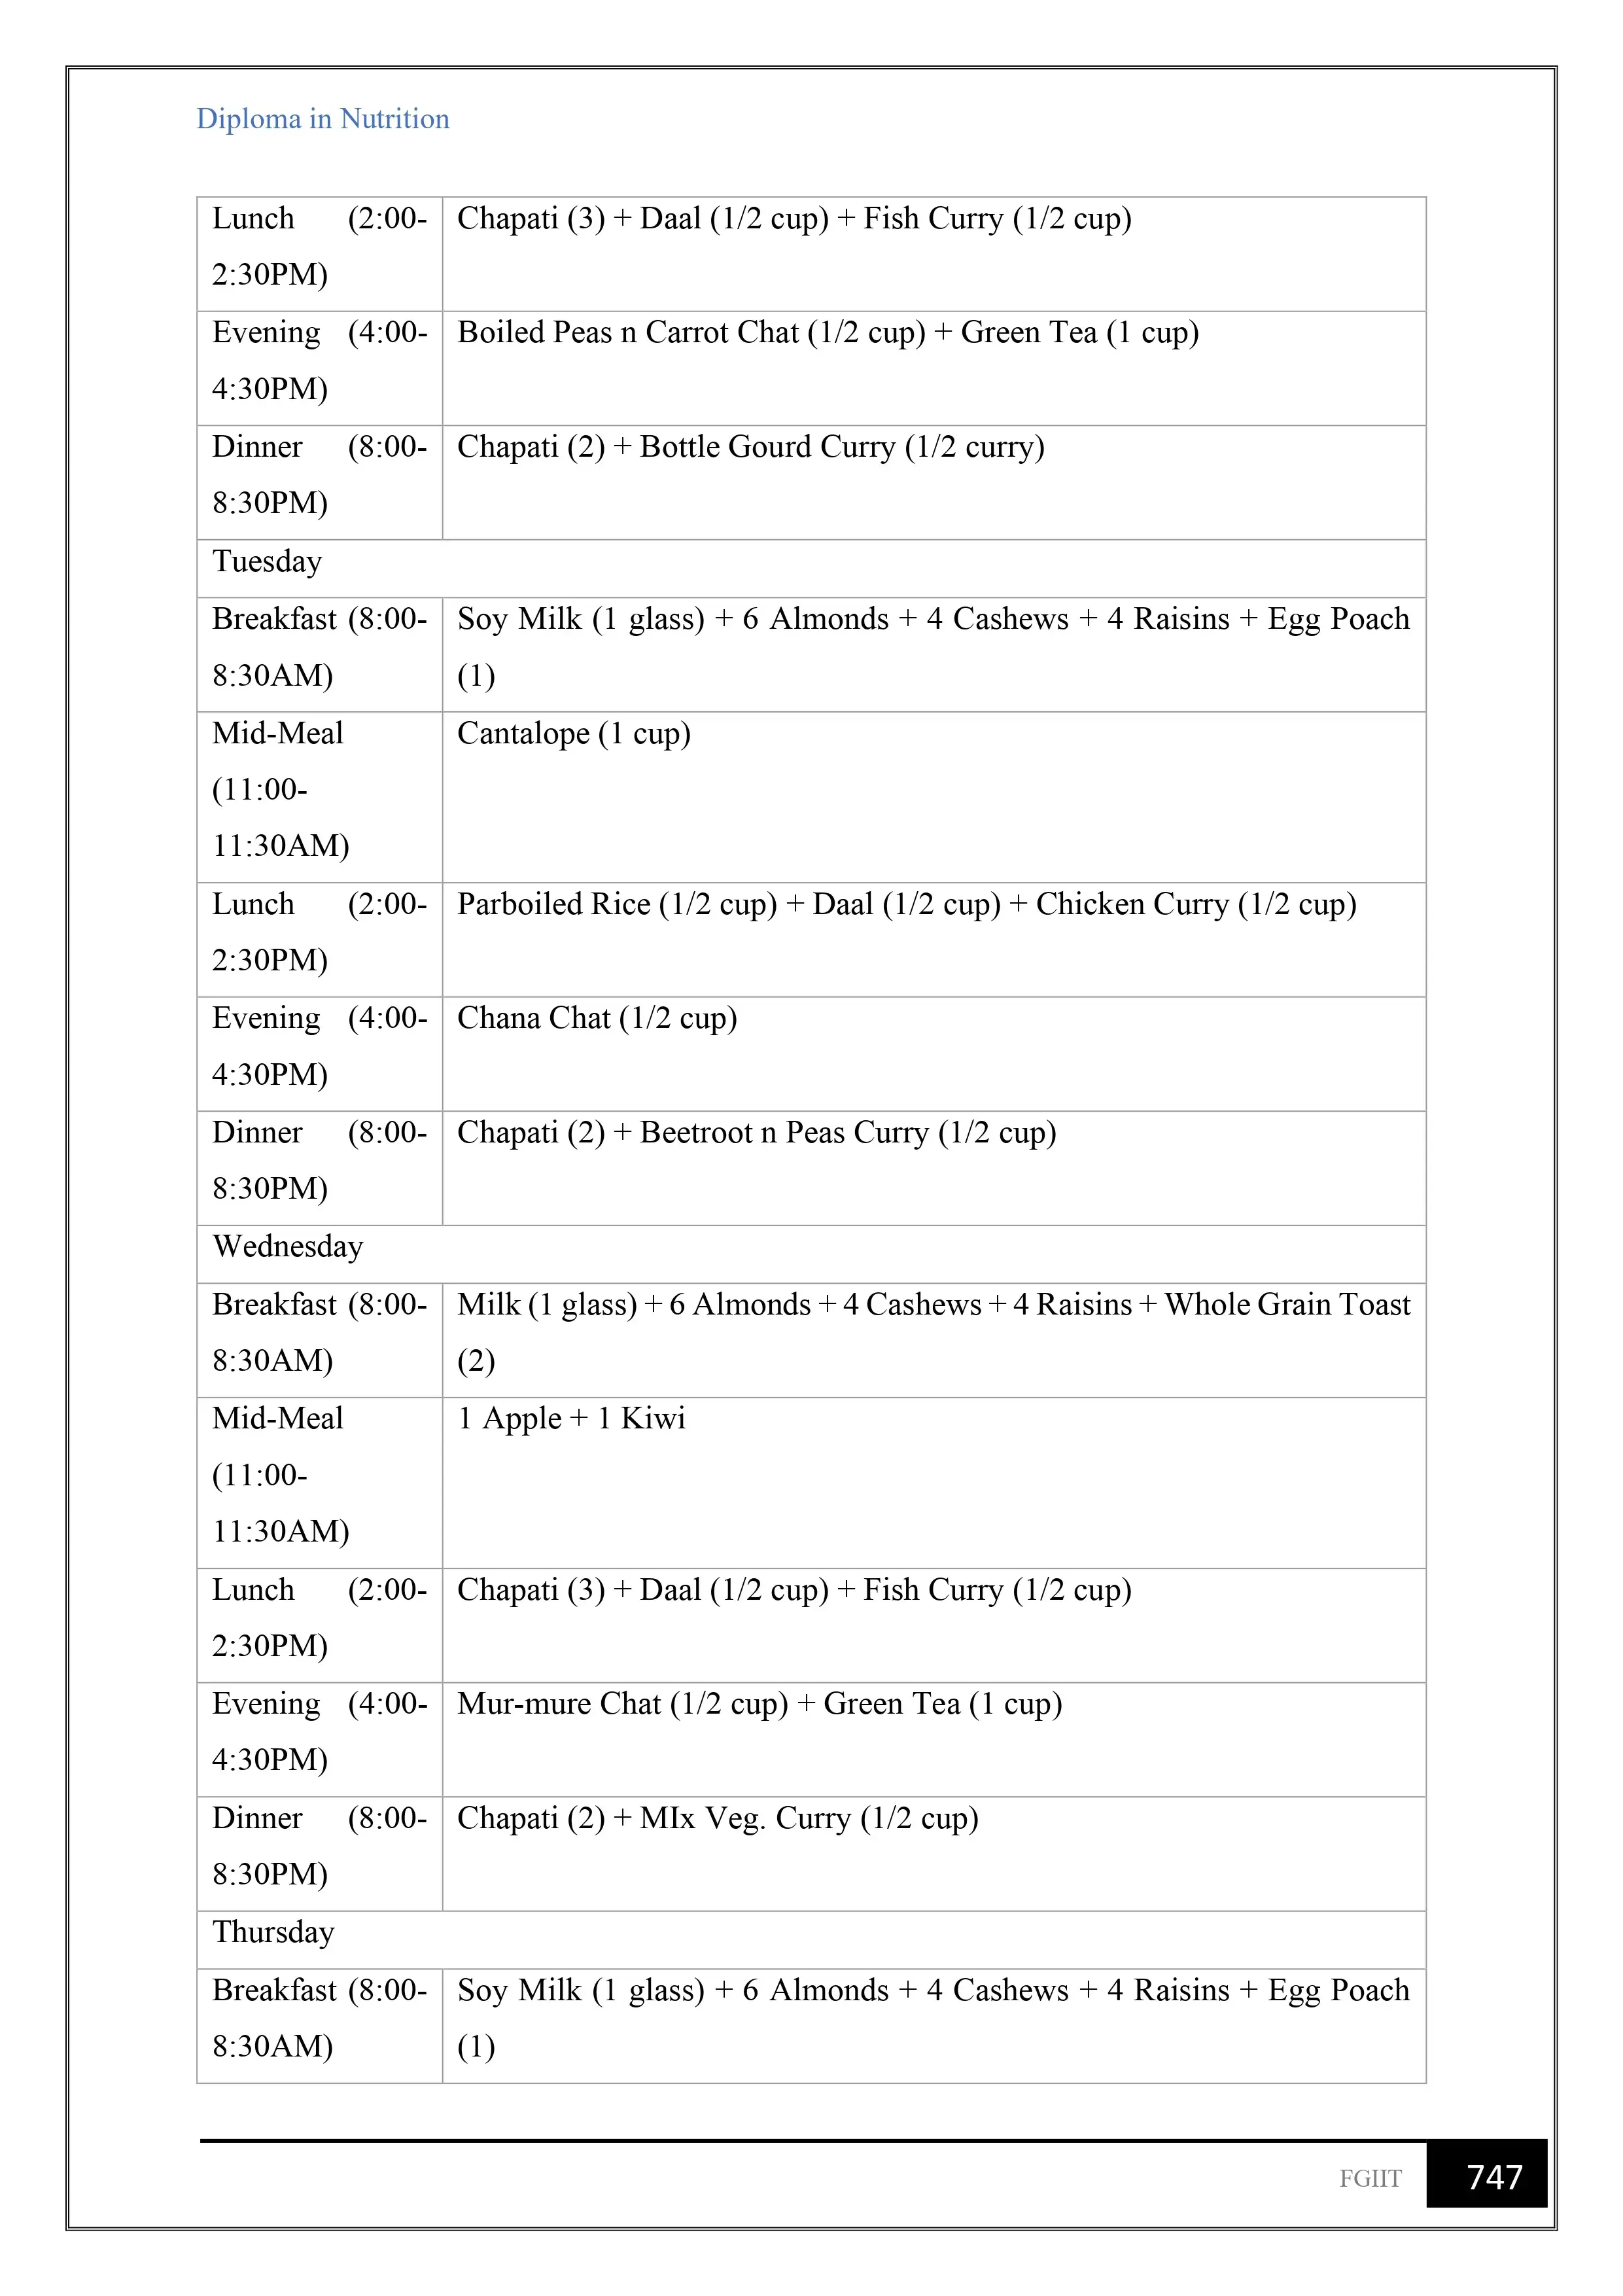 Diploma in Nutrition
Lunch (2:00-
2:30PM)
Chapati (3) + Daal (1/2 cup) + Fish Curry (1/2 cup)
Evening (4:00-
4:30PM)
Boiled Peas n Carrot Chat (1/2 cup) + Green Tea (1 cup)
Dinner (8:00-
8:30PM)
Chapati (2) + Bottle Gourd Curry (1/2 curry)
Tuesday
Breakfast (8:00-
8:30AM)
Soy Milk (1 glass) + 6 Almonds + 4 Cashews + 4 Raisins + Egg Poach
(1)
Mid-Meal
(11:00-
11:30AM)
Cantalope (1 cup)
Lunch (2:00-
2:30PM)
Parboiled Rice (1/2 cup) + Daal (1/2 cup) + Chicken Curry (1/2 cup)
Evening (4:00-
4:30PM)
Chana Chat (1/2 cup)
Dinner (8:00-
8:30PM)
Chapati (2) + Beetroot n Peas Curry (1/2 cup)
Wednesday
Breakfast (8:00-
8:30AM)
Milk (1 glass) + 6 Almonds + 4 Cashews + 4 Raisins + Whole Grain Toast
(2)
Mid-Meal
(11:00-
11:30AM)
1 Apple + 1 Kiwi
Lunch (2:00-
2:30PM)
Chapati (3) + Daal (1/2 cup) + Fish Curry (1/2 cup)
Evening (4:00-
4:30PM)
Mur-mure Chat (1/2 cup) + Green Tea (1 cup)
Dinner (8:00-
8:30PM)
Chapati (2) + MIx Veg. Curry (1/2 cup)
Thursday
Breakfast (8:00-
8:30AM)
Soy Milk (1 glass) + 6 Almonds + 4 Cashews + 4 Raisins + Egg Poach
(1)
FGIIT 747